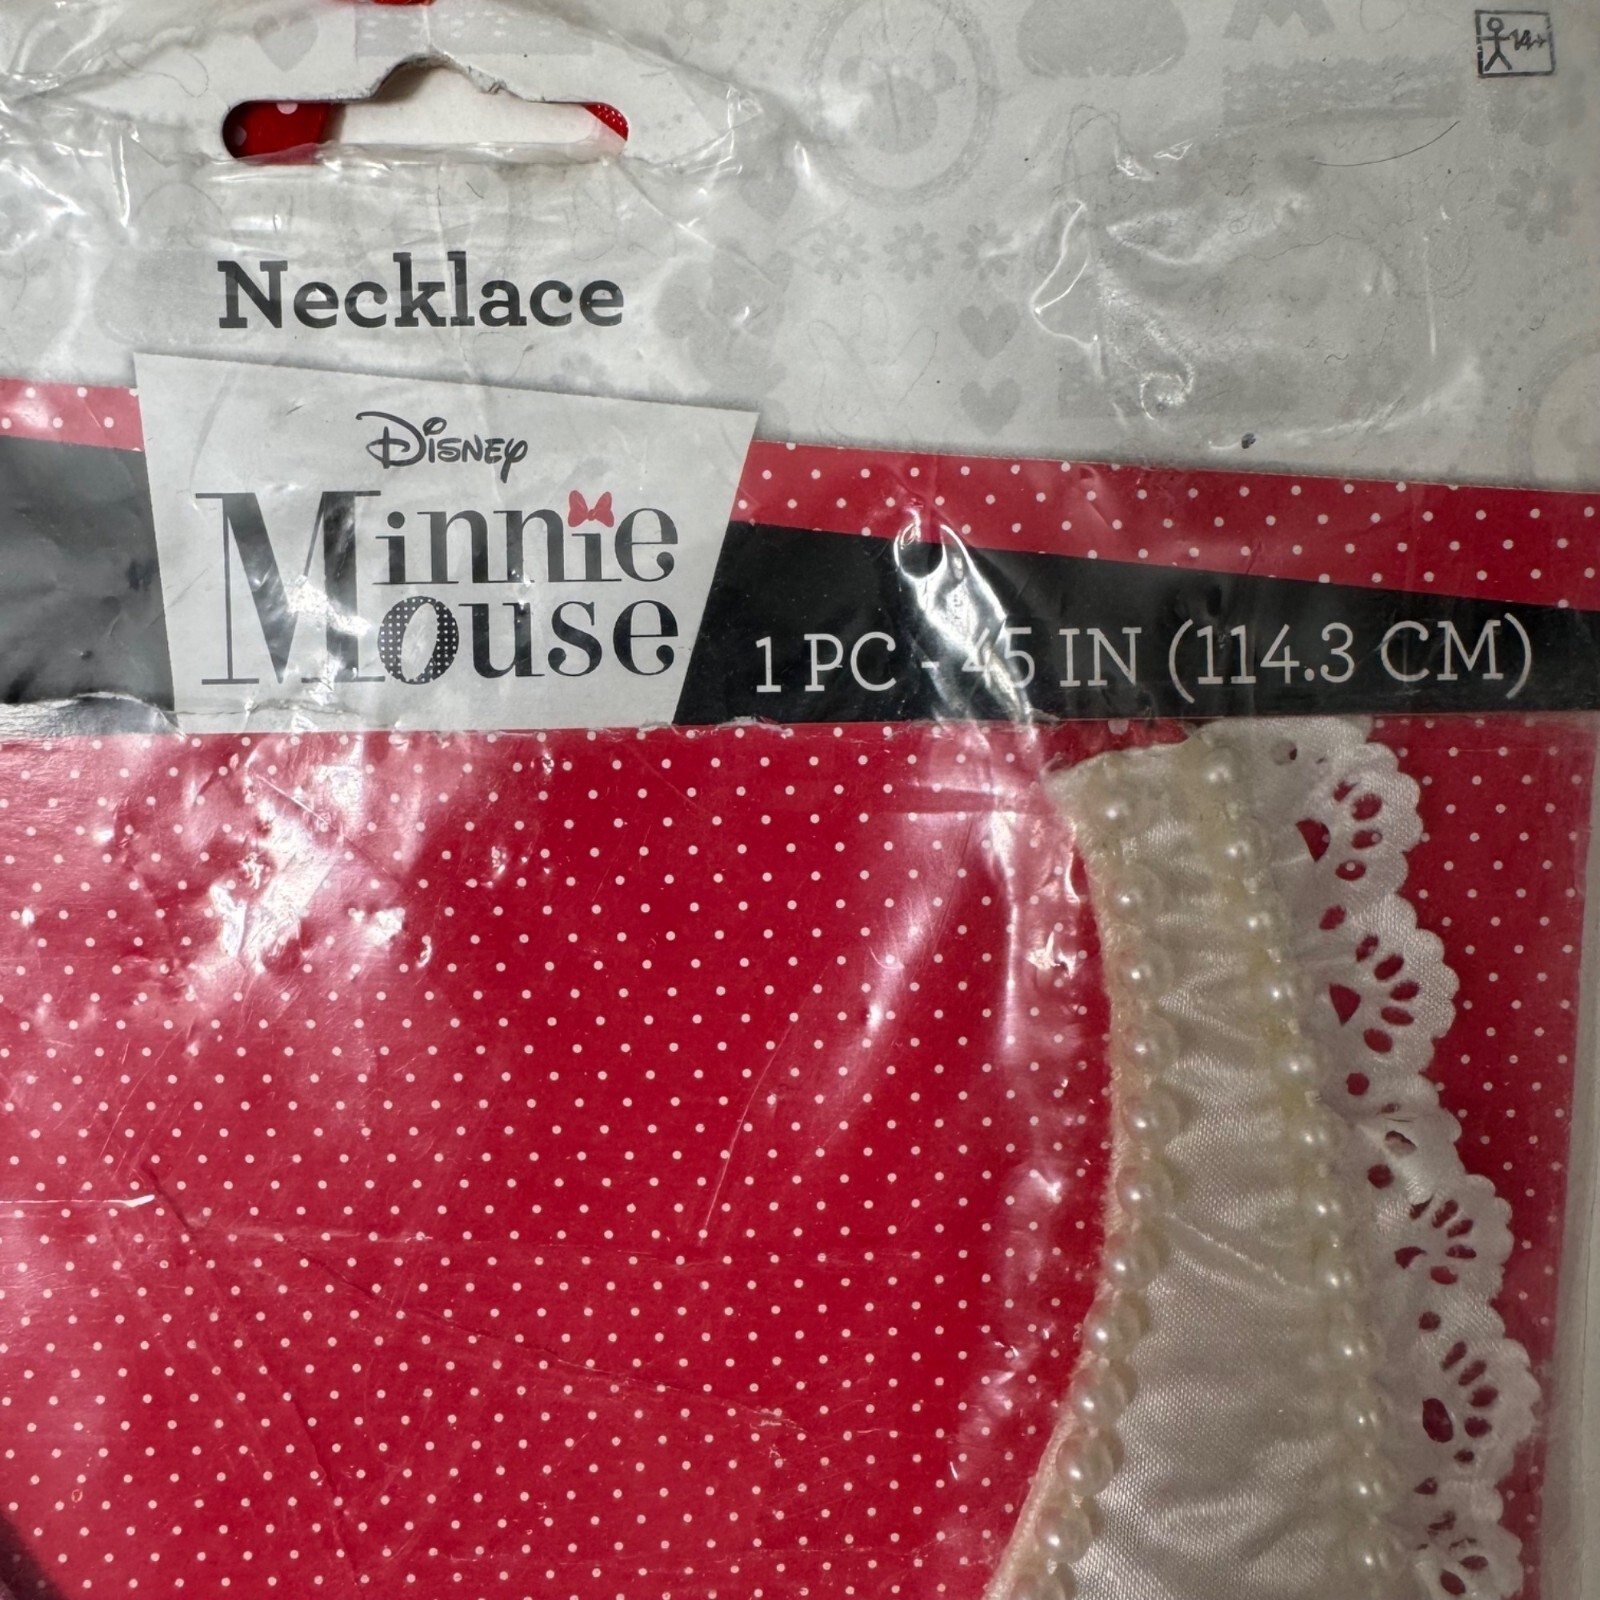 14+
Necklace
Disney
Minnie
Mouse
1 PC - 45 IN (114.3 CM)